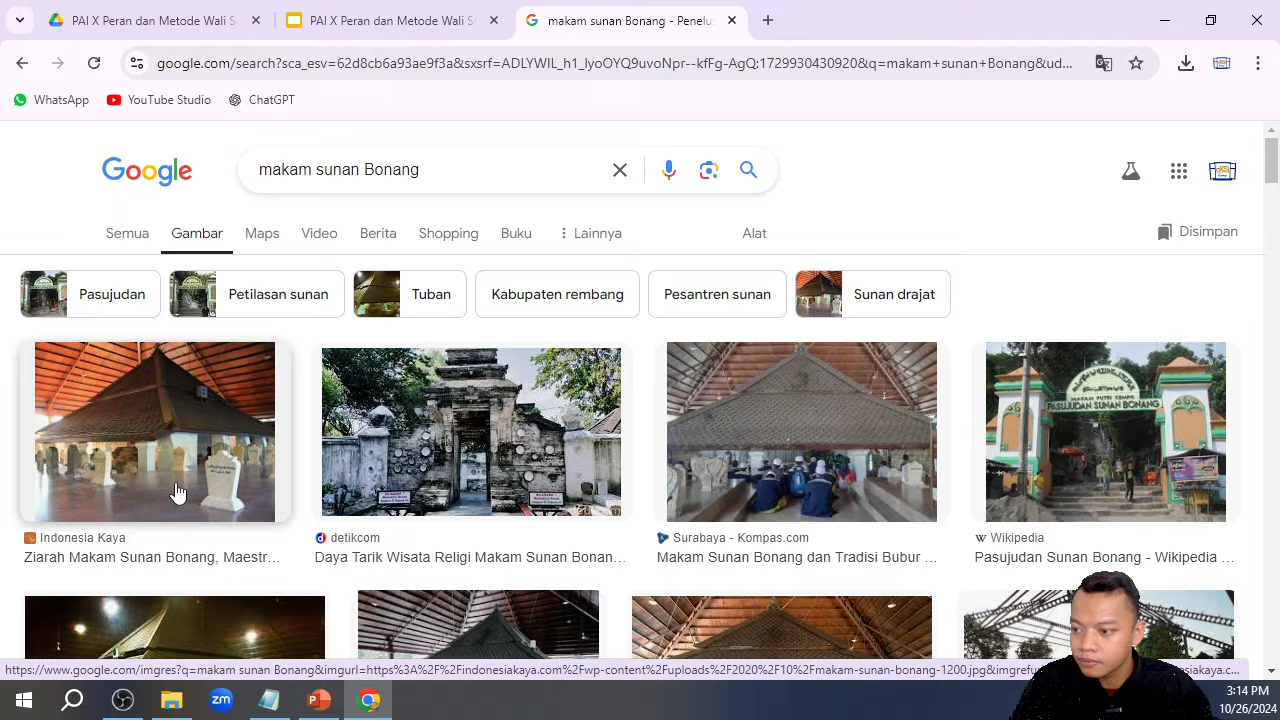 PAI X Peran dan Metode Wali S
PAI X Peran dan Metode Wali S
makam sunan Bonang - Penelu
google.com/search?sca_esv=62d8cb6ab3ae9f3a&sxsrf=ADLYWIL_h1_lyoOYQ9uvoNpr--kfFg-AgQ:1729930430920&q=makam+sunan+Bonang&ud...
WhatsApp
YouTube Studio
ChatGPT
Google
makam sunan Bonang
Semua
Gambar
Maps
Video
Berita
Shopping
Buku
Lainnya
Alat
Disimpan
Pasujudan
Petilasan sunan
Tuban
Kabupaten rembang
Pesantren sunan
Sunan drajat
MAKAM PUTRI CEMPO
PASUJUDAN SUNAN BONANG
Indonesia Kaya
Ziarah Makam Sunan Bonang, Maestr...
detikcom
Daya Tarik Wisata Religi Makam Sunan Bonan...
Surabaya - Kompas.com
Makam Sunan Bonang dan Tradisi Bubur ...
Wikipedia
Pasujudan Sunan Bonang - Wikipedia ...
https://www.google.com/imgres?q=makam sunan Bonang&imgurl=https%3A%2F%2Findonesiakaya.com%2Fwp-content%2Fuploads%2F2020%2F10%2Fmakam-sunan-bonang-1200.jpg&imgrefu
siakaya.c...
zm
3:14 PM
10/26/2024